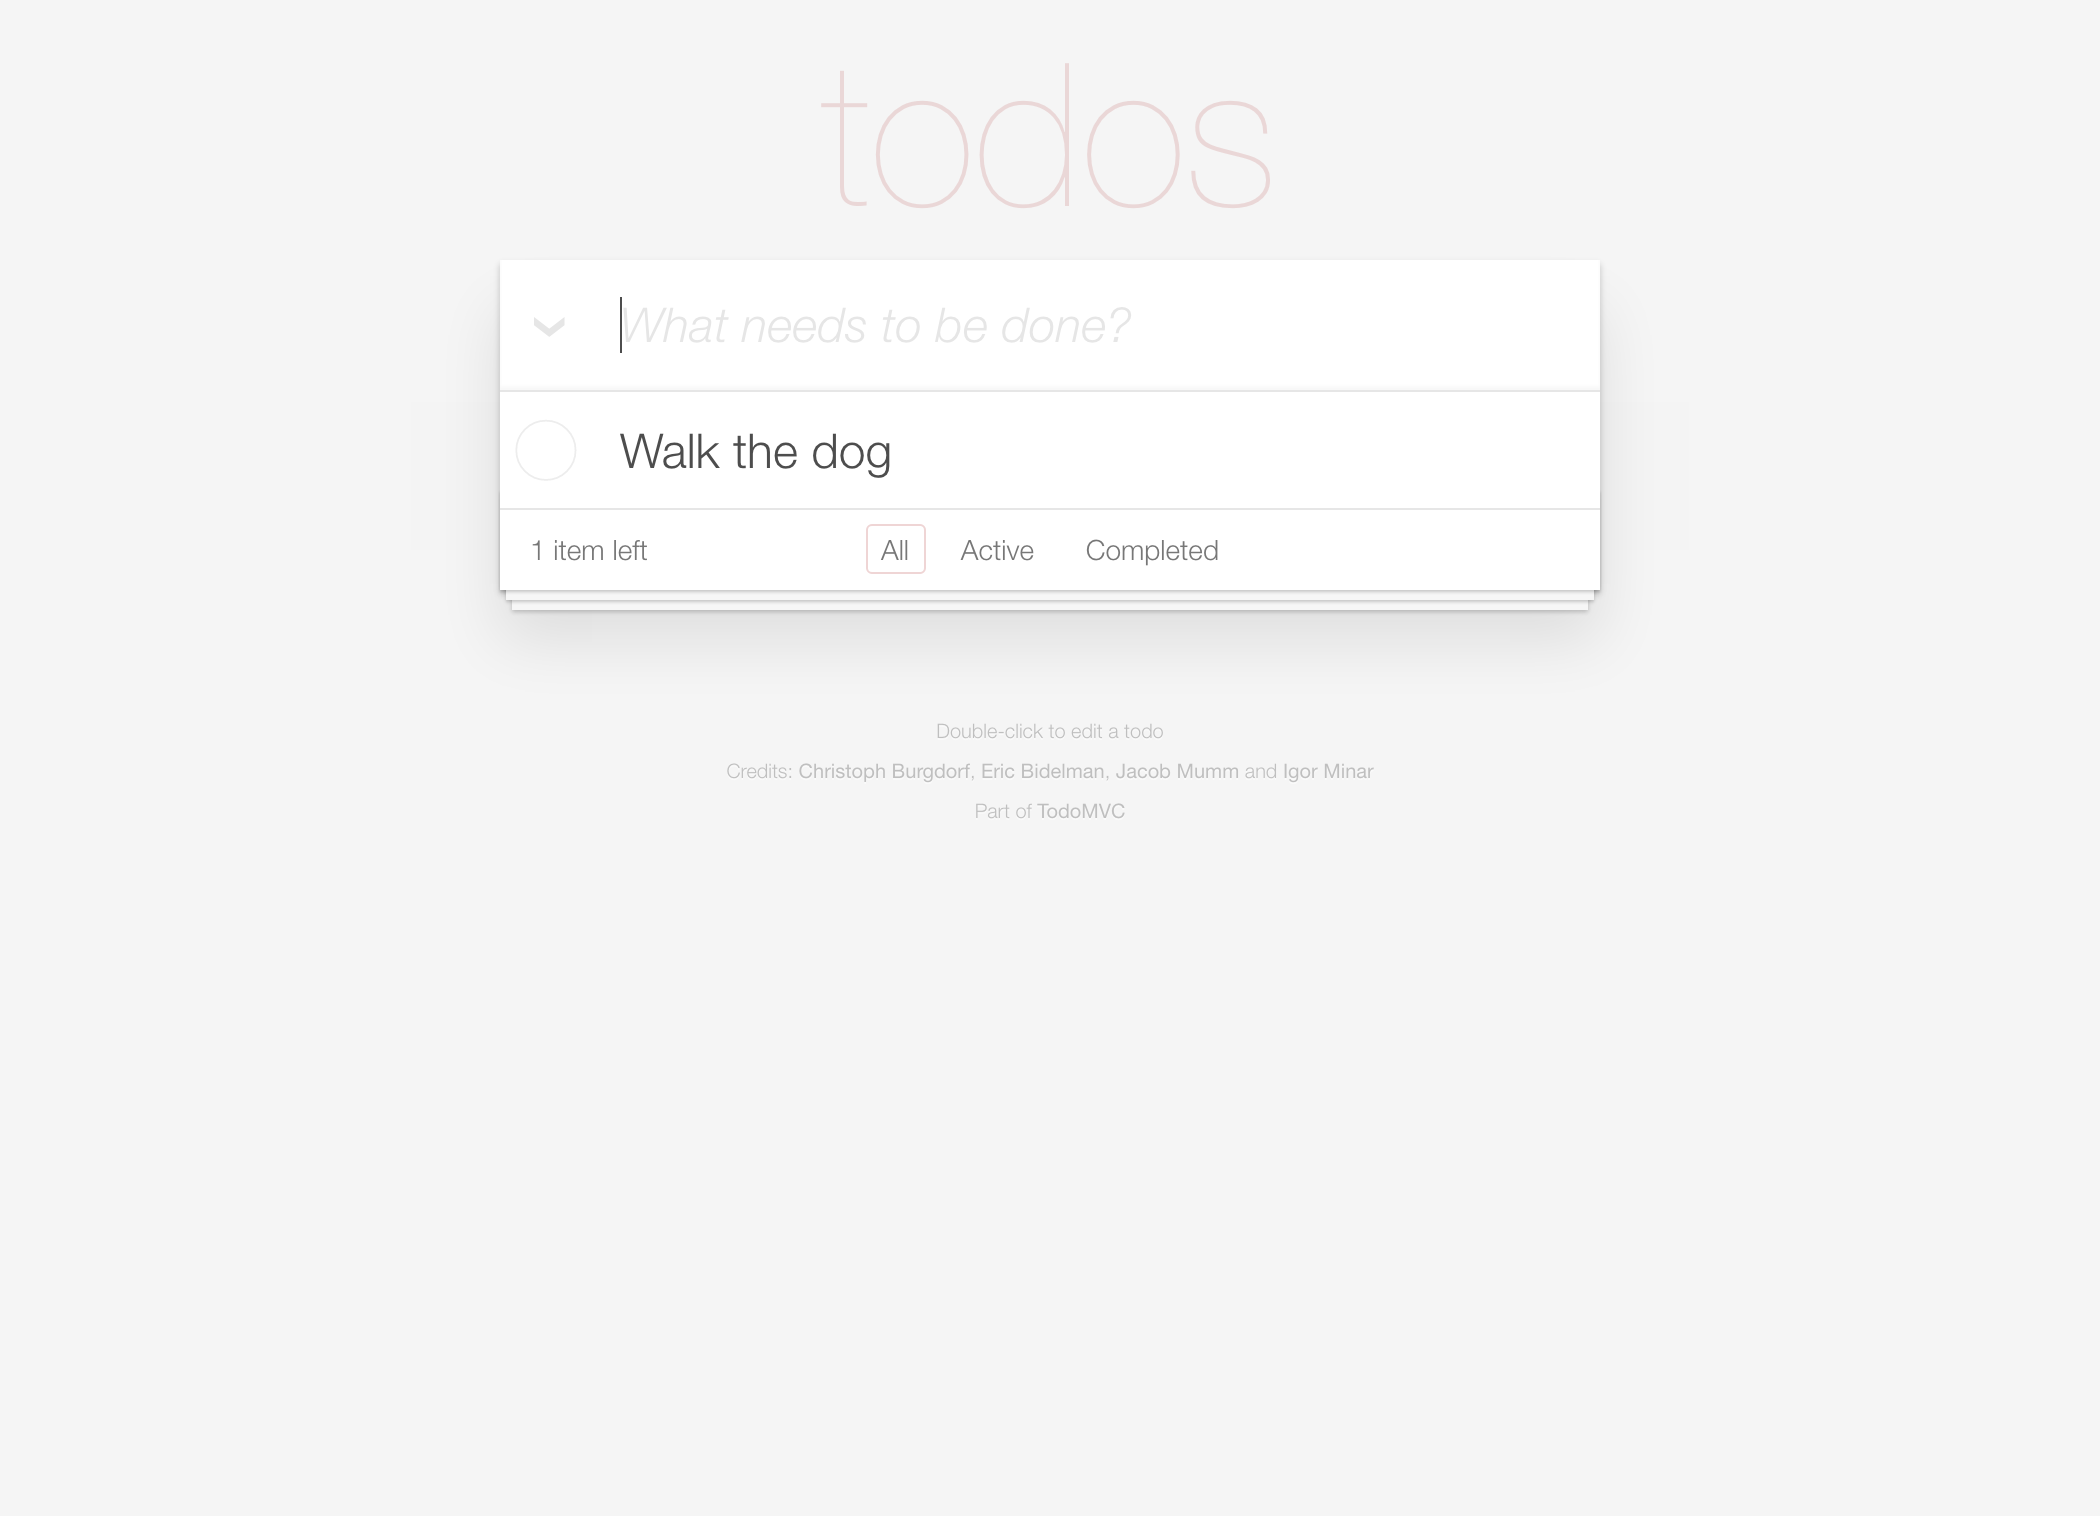 todos
What needs to be done?
Walk the dog
1 item left All Active Completed
Double-click to edit a todo
Credits: Christoph Burgdorf, Eric Bidelman, Jacob Mumm and Igor Minar
Part of TodoMVC